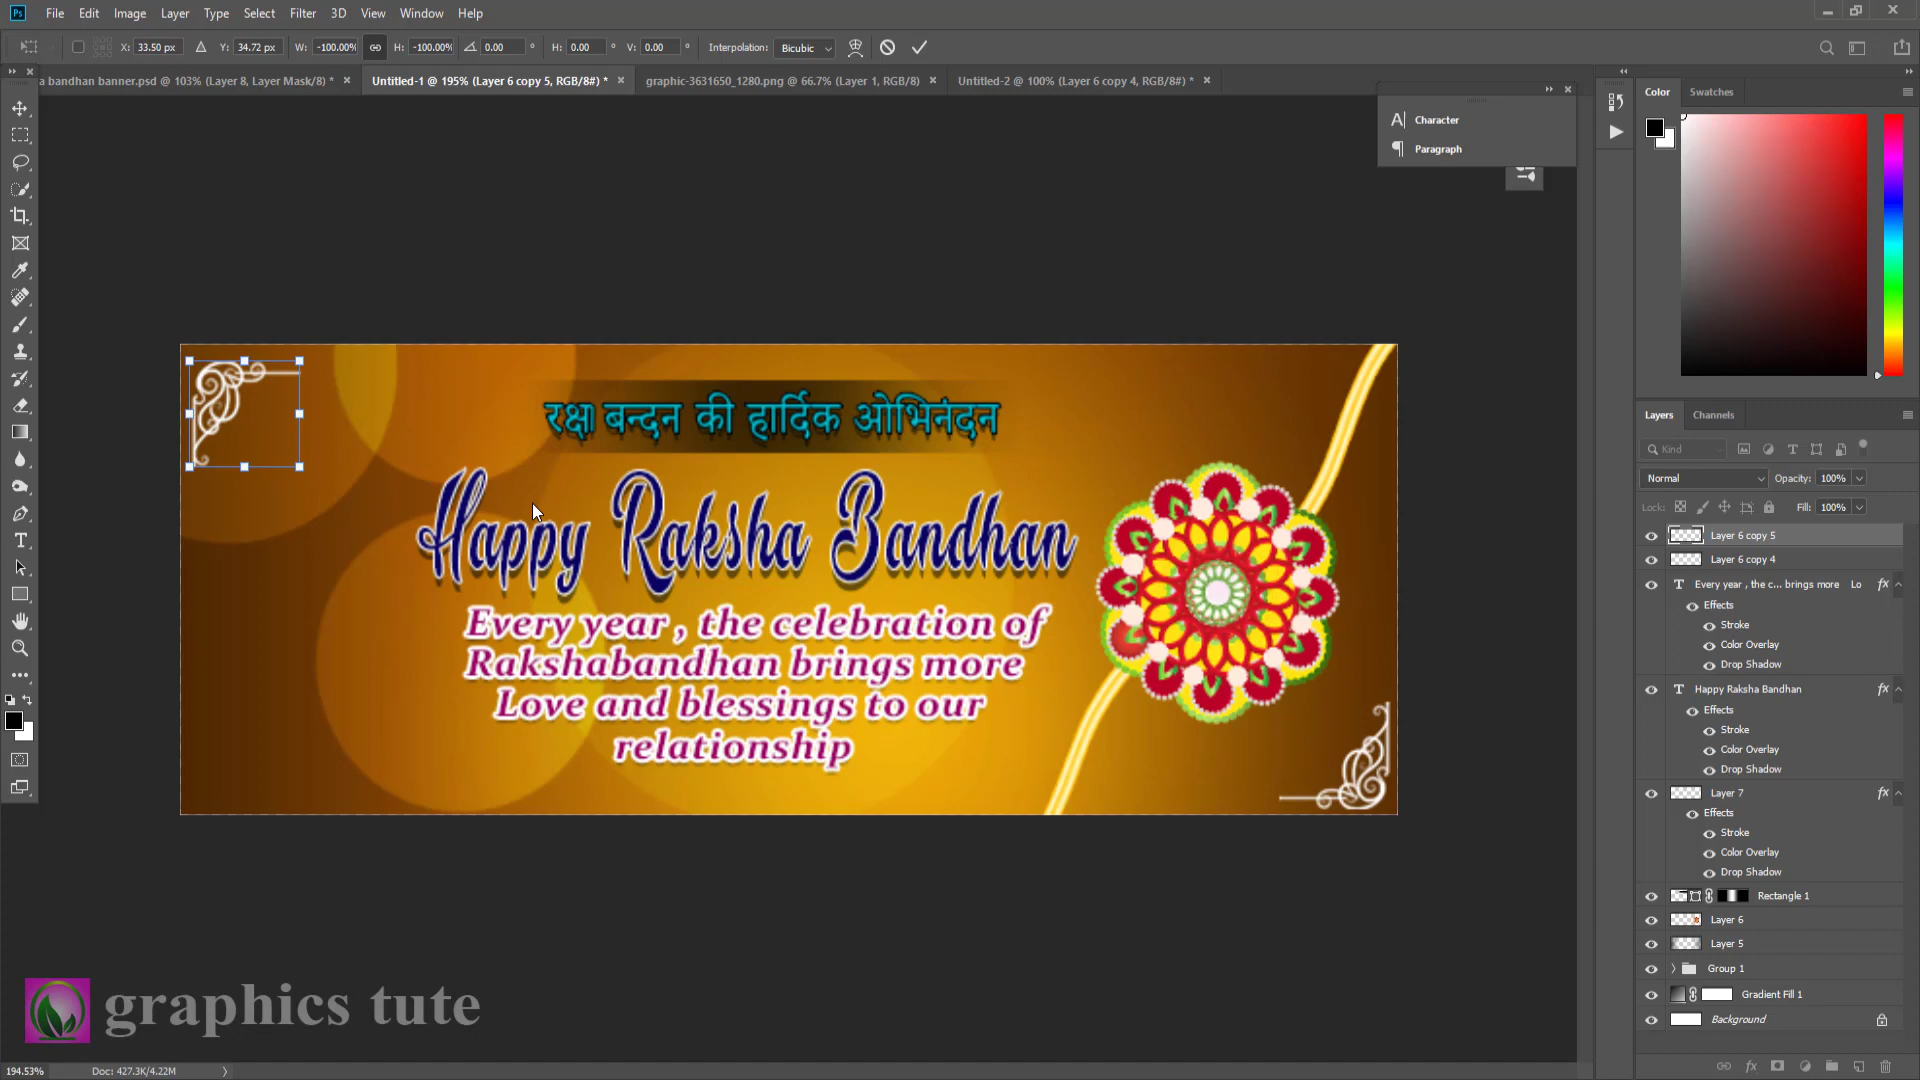 File Edit Image Layer Type Select Filter 3D View Window Help
X: 33.50 px Y: 34.72 px W: -100.00% H: -100.00% 0.00 ° H: 0.00 ° V: 0.00 ° Interpolation: Bicubic
a bandhan banner.psd @ 103% (Layer 8, Layer Mask/8) * × Untitled-1 @ 195% (Layer 6 copy 5, RGB/8#) * × graphic-3631650_1280.png @ 66.7% (Layer 1, RGB/8) × Untitled-2 @ 100% (Layer 6 copy 4, RGB/8#) * ×
Color Swatches
Character
Paragraph
रक्षा बन्दन की हार्दिक ओभिनंदन
Happy Raksha Bandhan
Every year , the celebration of
Rakshabandhan brings more
Love and blessings to our
relationship
Layers Channels
Kind
Normal Opacity: 100%
Lock: Fill: 100%
Layer 6 copy 5
Layer 6 copy 4
T Every year , the c... brings more Lo fx
Effects
Stroke
Color Overlay
Drop Shadow
T Happy Raksha Bandhan fx
Effects
Stroke
Color Overlay
Drop Shadow
Layer 7 fx
Effects
Stroke
Color Overlay
Drop Shadow
Rectangle 1
Layer 6
Layer 5
Group 1
Gradient Fill 1
Background
graphics tute
194.53% Doc: 427.3K/4.22M